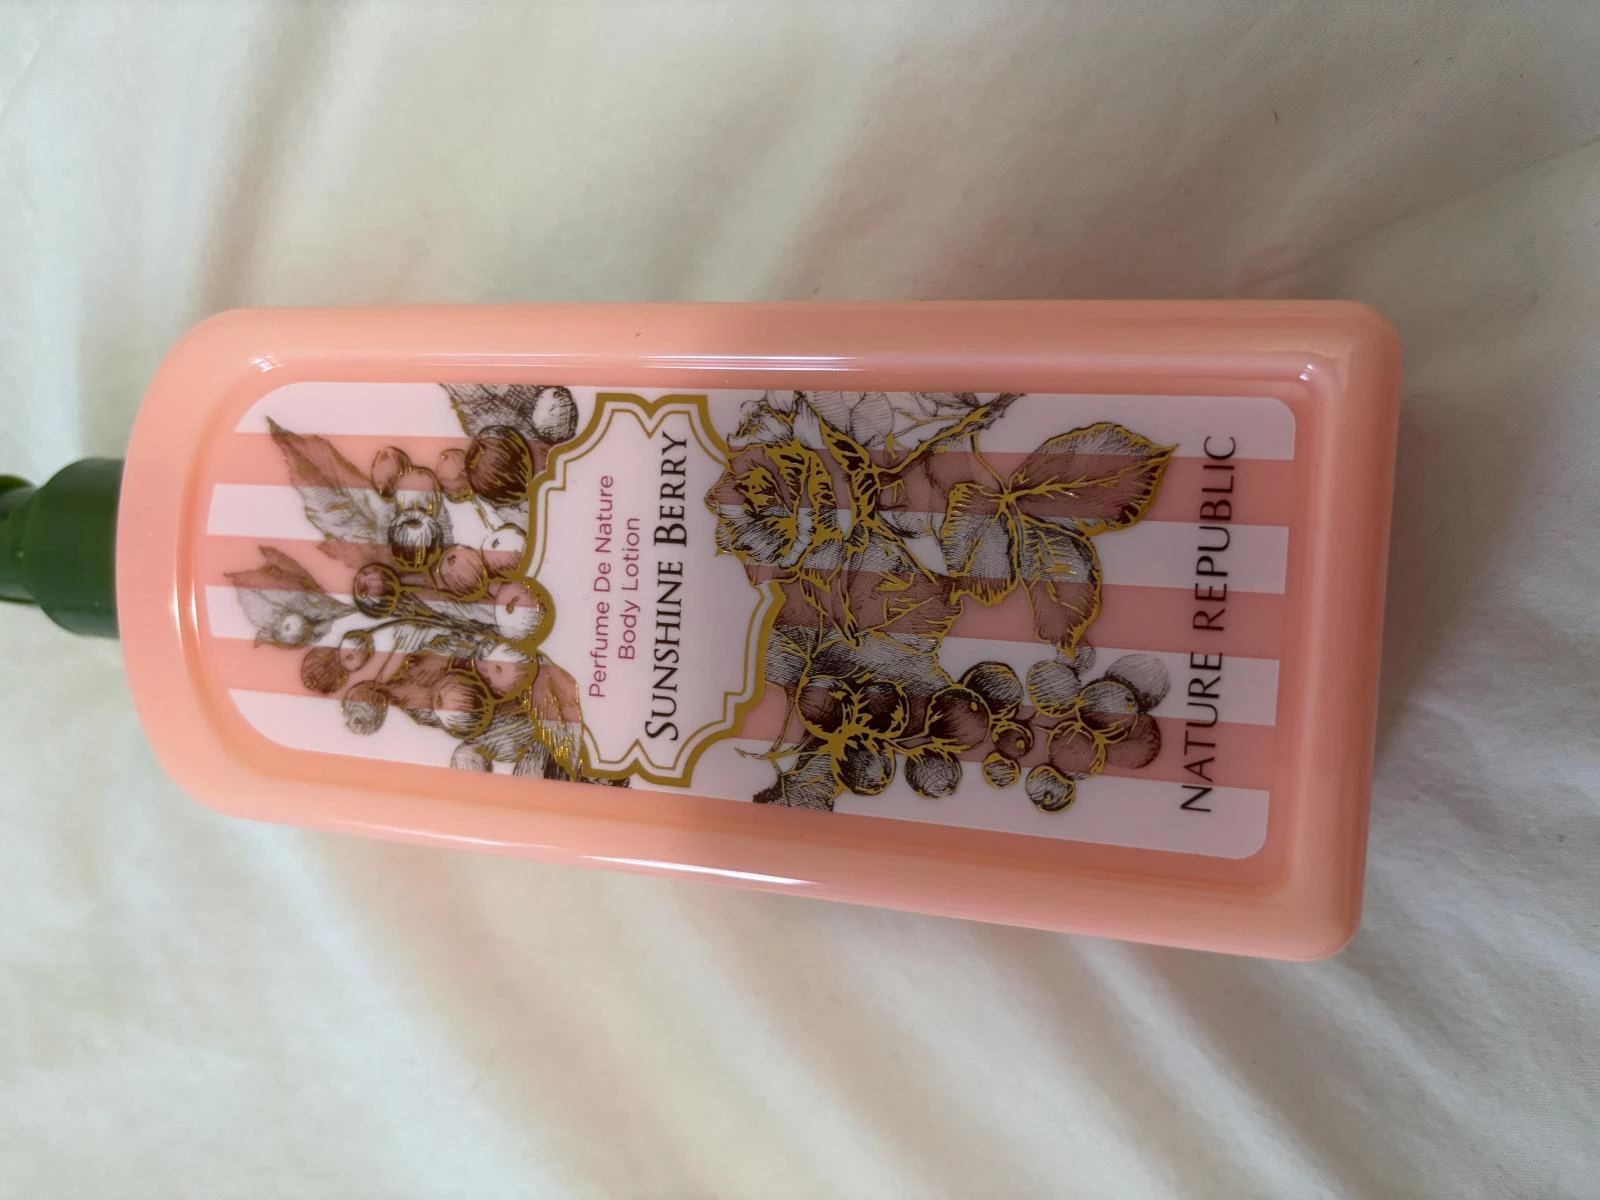 Perfume De Nature
Body Lotion
SUNSHINE BERRY
NATURE REPUBLIC